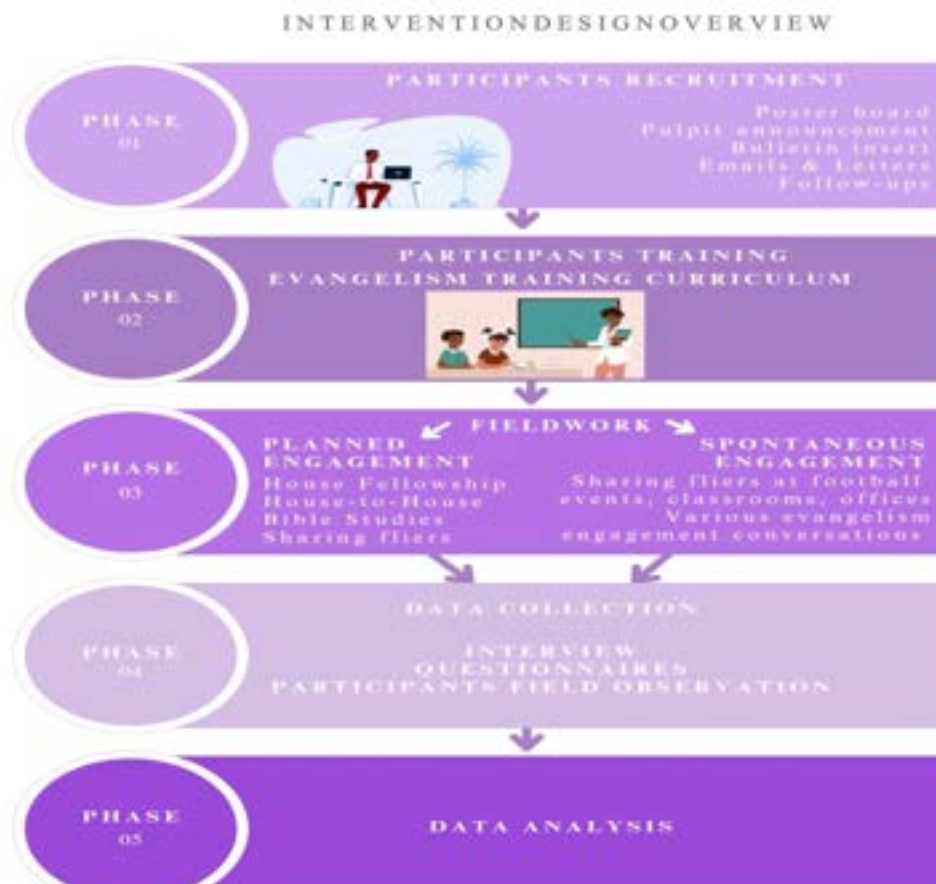 INTERVENTIONDESIGNOVERVIEW
PHASE
01
PARTICIPANTS RECRUITMENT
Poster board
Pulpit announcement
Bulletin insert
Emails & Letters
Follow-ups
PHASE
02
PARTICIPANTS TRAINING
EVANGELISM TRAINING CURRICULUM
PHASE
03
FIELDWORK
PLANNED
ENGAGEMENT
House Fellowship
House-to-House
Bible Studies
Sharing fliers
SPONTANEOUS
ENGAGEMENT
Sharing fliers at football
events, classrooms, offices
Various evangelism
engagement conversations
PHASE
04
DATA COLLECTION
INTERVIEW
QUESTIONNAIRES
PARTICIPANTS FIELD OBSERVATION
PHASE
05
DATA ANALYSIS